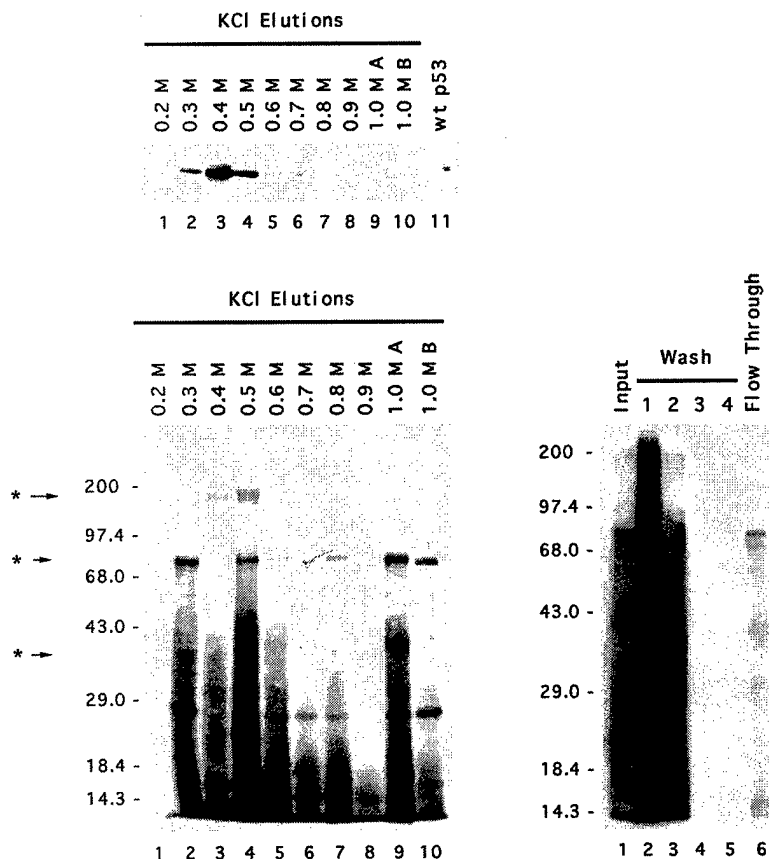 KCl Elutions
0.2 M
0.3 M
0.4 M
0.5 M
0.6 M
0.7 M
0.8 M
0.9 M
1.0 M A
1.0 M B
wt p53
1 2 3 4 5 6 7 8 9 10 11
KCl Elutions
0.2 M
0.3 M
0.4 M
0.5 M
0.6 M
0.7 M
0.8 M
0.9 M
1.0 M A
1.0 M B
* 200 -
97.4 -
* 68.0 -
43.0 -
*
29.0 -
18.4 -
14.3 -
1 2 3 4 5 6 7 8 9 10
Input
Wash
1 2 3 4
Flow Through
200 -
97.4 -
68.0 -
43.0 -
29.0 -
18.4 -
14.3 -
1 2 3 4 5 6